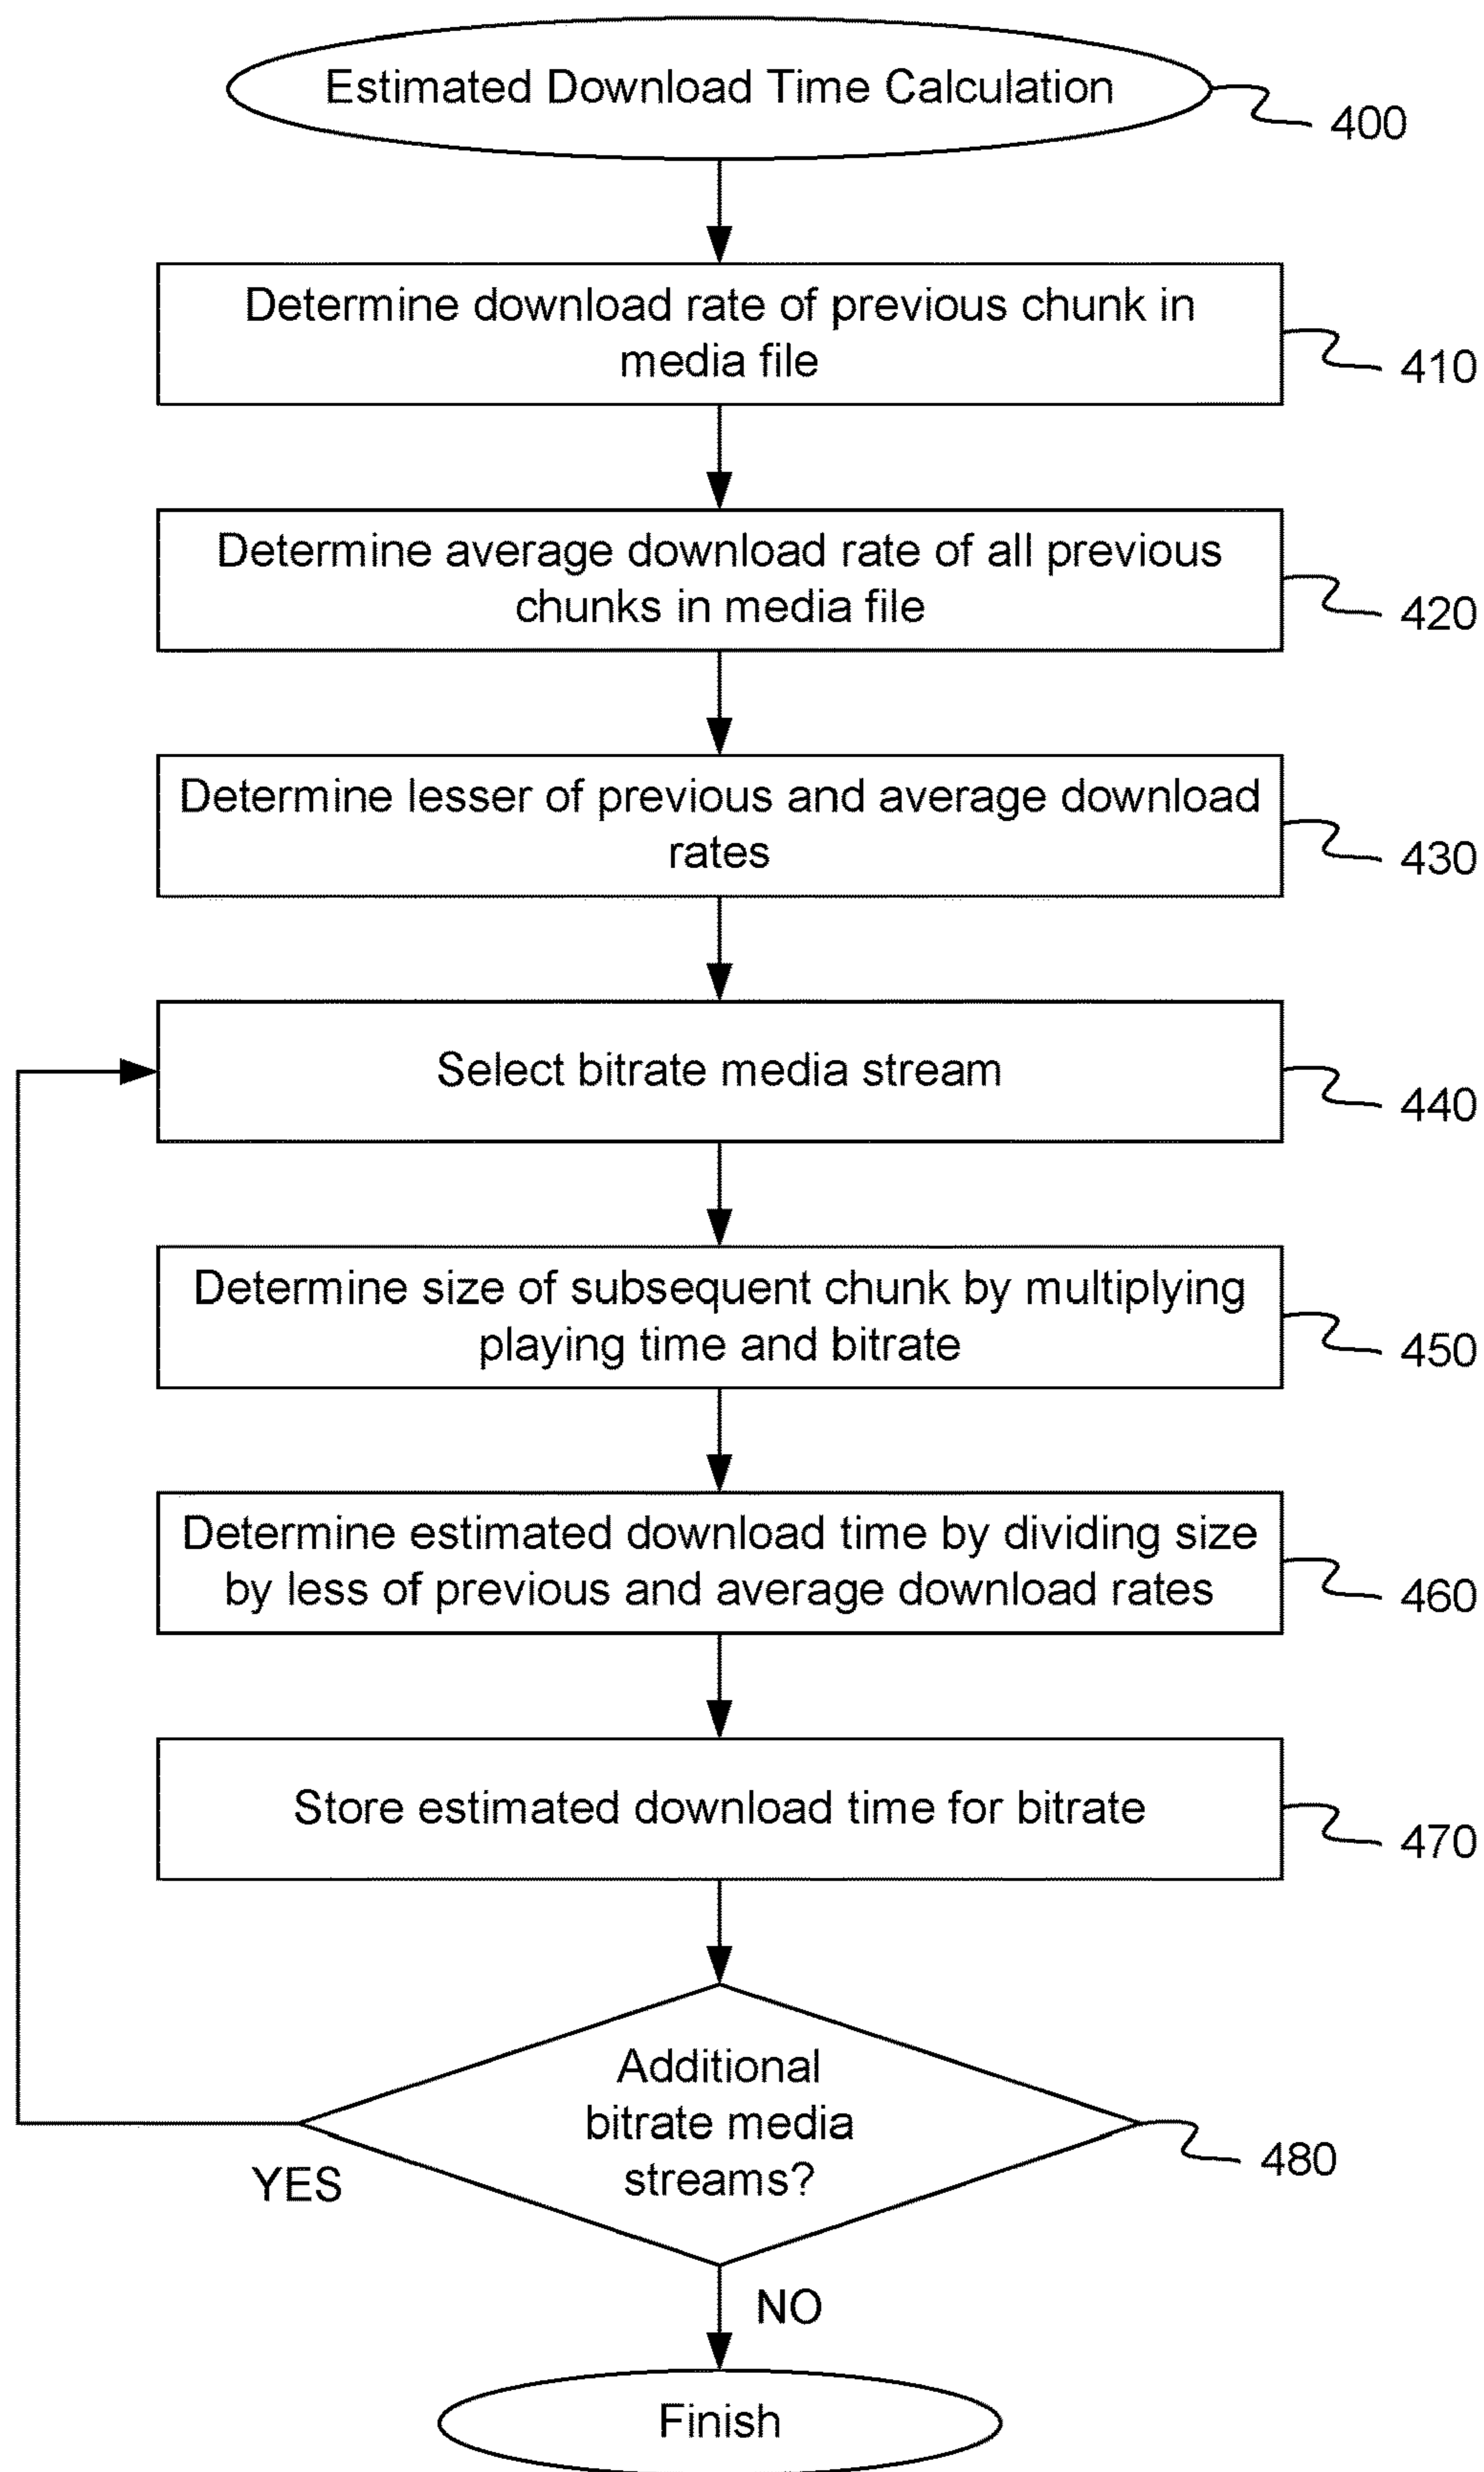 Estimated Download Time Calculation
400
Determine download rate of previous chunk in
media file
410
Determine average download rate of all previous
chunks in media file
420
Determine lesser of previous and average download
rates
430
Select bitrate media stream
440
Determine size of subsequent chunk by multiplying
playing time and bitrate
450
Determine estimated download time by dividing size
by less of previous and average download rates
460
Store estimated download time for bitrate
470
Additional
bitrate media
streams?
480
YES
NO
Finish